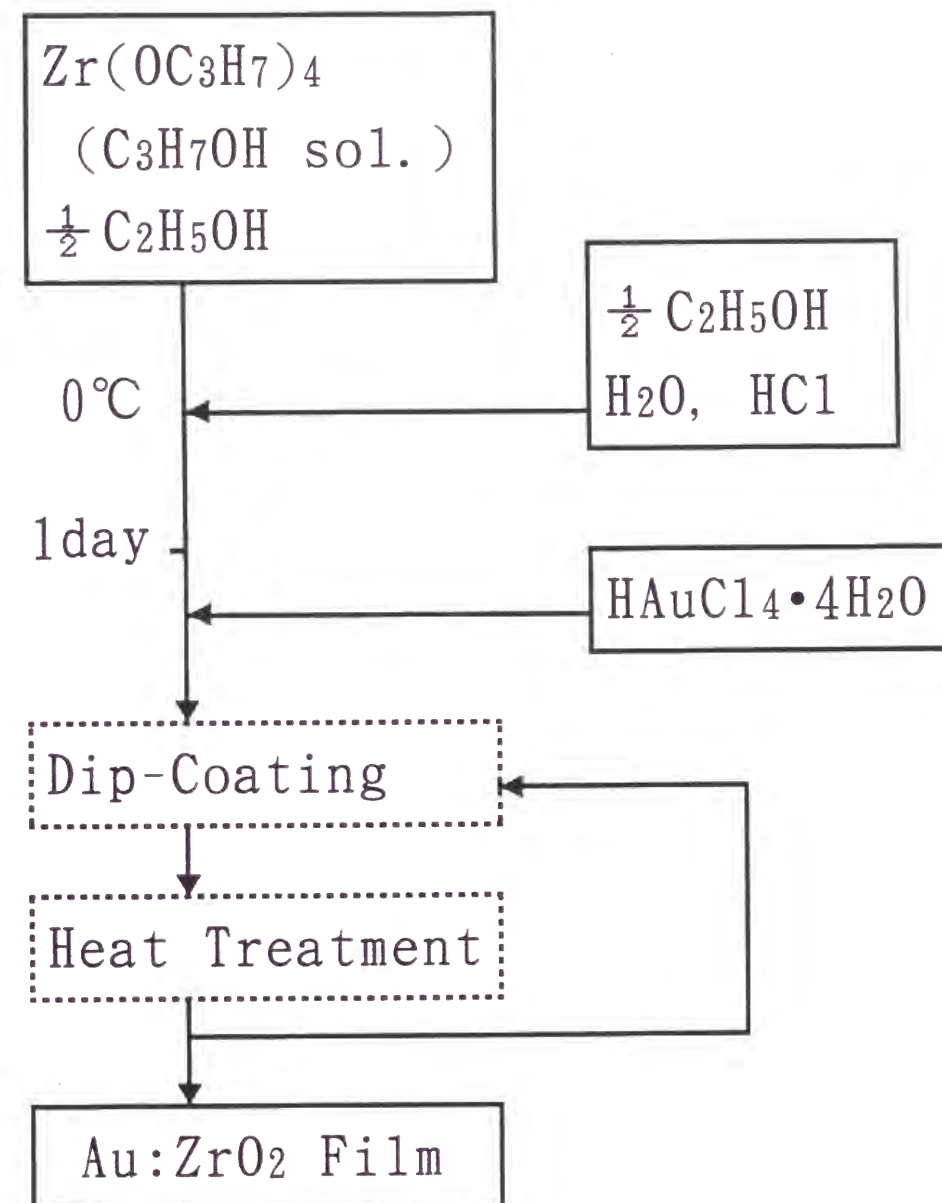 Zr(OC3H7)4
(C3H7OH sol.)
½ C2H5OH
½ C2H5OH
H2O, HCl
0℃
1day
HAuCl4•4H2O
Dip-Coating
Heat Treatment
Au:ZrO2 Film